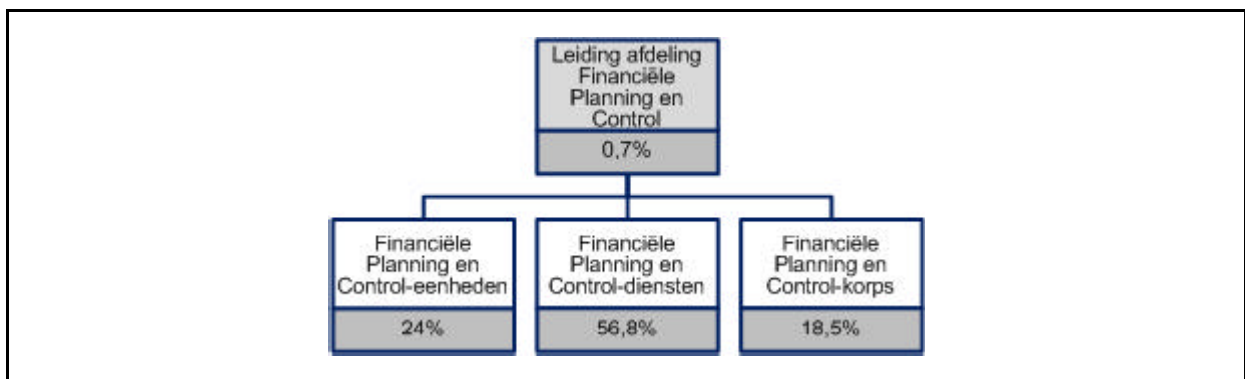 Leiding afdeling
Financiële
Planning en
Control
0,7%
Financiële
Planning en
Control-eenheden
24%
Financiële
Planning en
Control-diensten
56,8%
Financiële
Planning en
Control-korps
18,5%